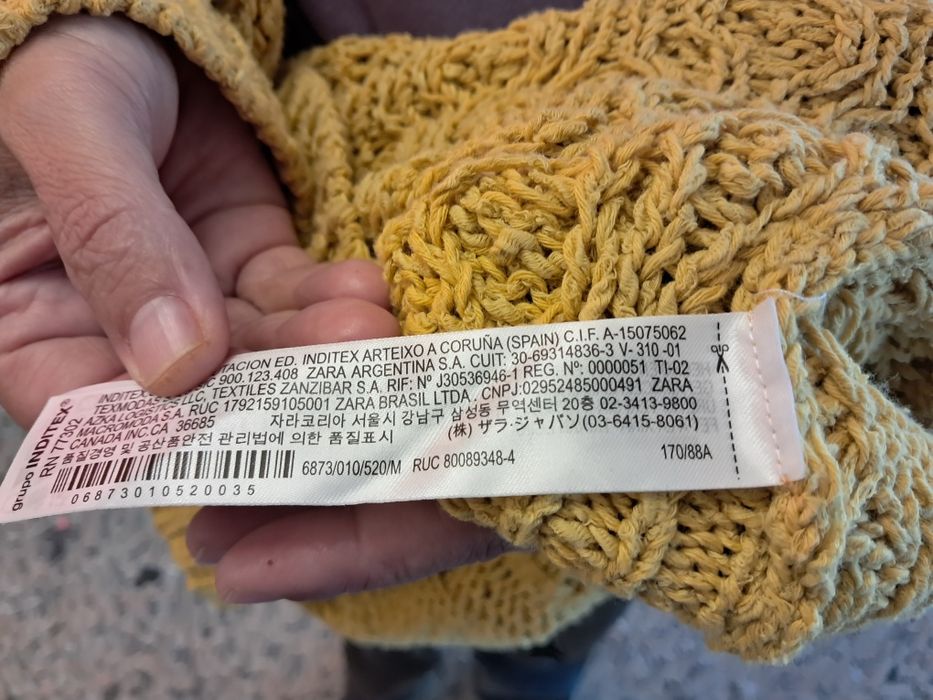 grupo INDITEX®
RN 77302
TATION ED. INDITEX ARTEIXO A CORUÑA (SPAIN) C.I.F. A-15075062
INDITEX 900.123.408 ZARA ARGENTINA S.A. CUIT: 30-69314836-3 V- 310 -01
TEXMODA LLC, TEXTILES ZANZIBAR S.A. RIF: Nº J30536946-1 REG. Nº: 0000051 TI-02
AZKA LOGISTIC MACROMODA S.A. RUC 1792159105001 ZARA BRASIL LTDA. CNPJ:02952485000491 ZARA
CANADA INC CA 36685 자라코리아 서울시 강남구 삼성동 무역센터 20층 02-3413-9800
품질경영 및 공산품안전 관리법에 의한 품질표시 (株) ザラ·ジャパン(03-6415-8061)
6873/010/520/M RUC 80089348-4 170/88A
06873010520035